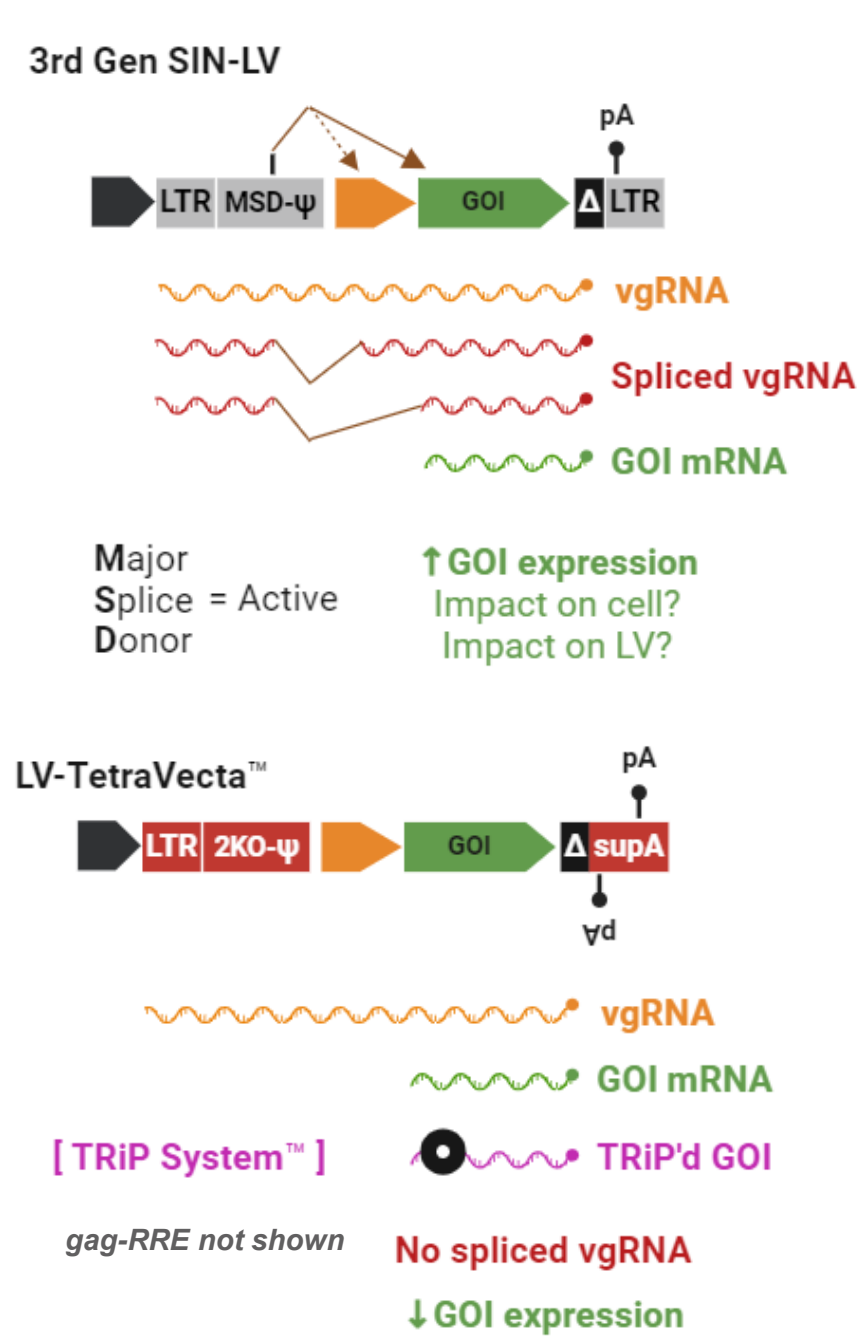 3rd Gen SIN-LV
pA
LTR MSD-ψ GOI Δ LTR
vgRNA
Spliced vgRNA
GOI mRNA
Major
Splice = Active
Donor
↑GOI expression
Impact on cell?
Impact on LV?
LV-TetraVecta™
pA
LTR 2KO-ψ GOI Δ supA
pA
vgRNA
GOI mRNA
[ TRiP System™ ] TRiP'd GOI
gag-RRE not shown
No spliced vgRNA
↓GOI expression